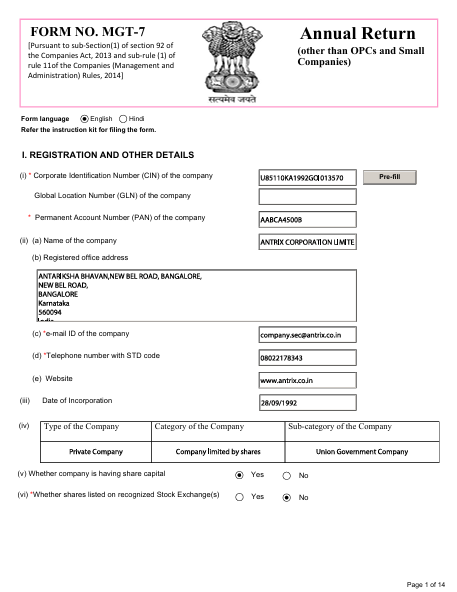 FORM NO. MGT-7
[Pursuant to sub-Section(1) of section 92 of
the Companies Act, 2013 and sub-rule (1) of
rule 11of the Companies (Management and
Administration) Rules, 2014]
सत्यमेव जयते
Annual Return
(other than OPCs and Small
Companies)
Form language English Hindi
Refer the instruction kit for filing the form.
I. REGISTRATION AND OTHER DETAILS
(i) * Corporate Identification Number (CIN) of the company U85110KA1992GOI013570 Pre-fill
Global Location Number (GLN) of the company
* Permanent Account Number (PAN) of the company AABCA4500B
(ii) (a) Name of the company ANTRIX CORPORATION LIMITE
(b) Registered office address
ANTARIKSHA BHAVAN,NEW BEL ROAD, BANGALORE,
NEW BEL ROAD,
BANGALORE
Karnataka
560094
India
(c) *e-mail ID of the company company.sec@antrix.co.in
(d) *Telephone number with STD code 08022178343
(e) Website www.antrix.co.in
(iii) Date of Incorporation 28/09/1992
(iv) Type of the Company Category of the Company Sub-category of the Company
Private Company Company limited by shares Union Government Company
(v) Whether company is having share capital Yes No
(vi) *Whether shares listed on recognized Stock Exchange(s) Yes No
Page 1 of 14